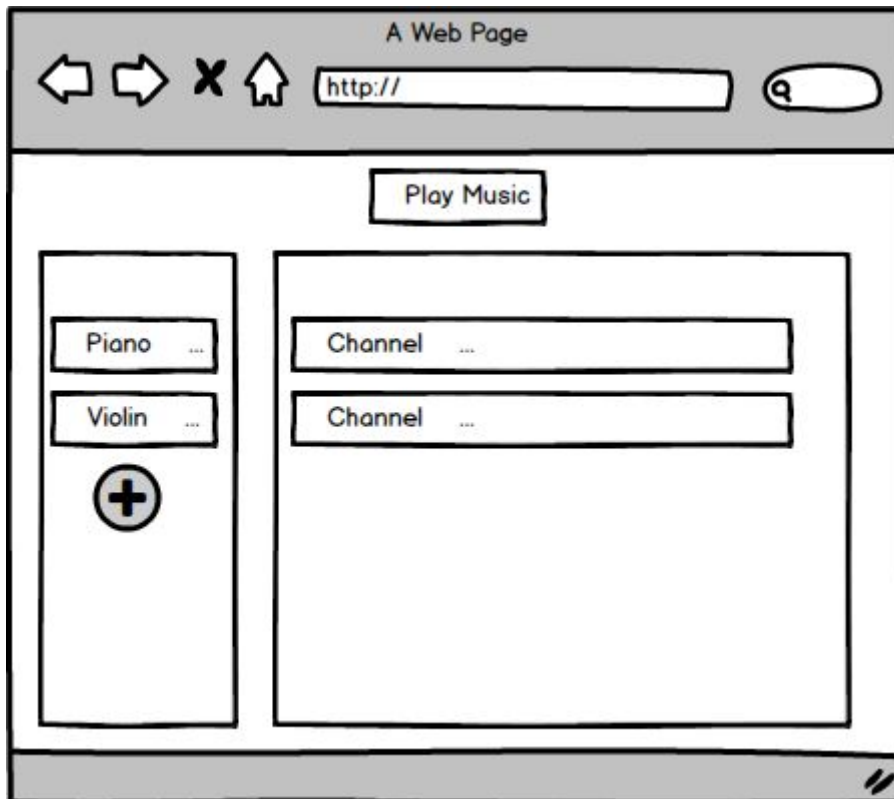 A Web Page
http://
Play Music
Piano ...
Violin ...
Channel ...
Channel ...